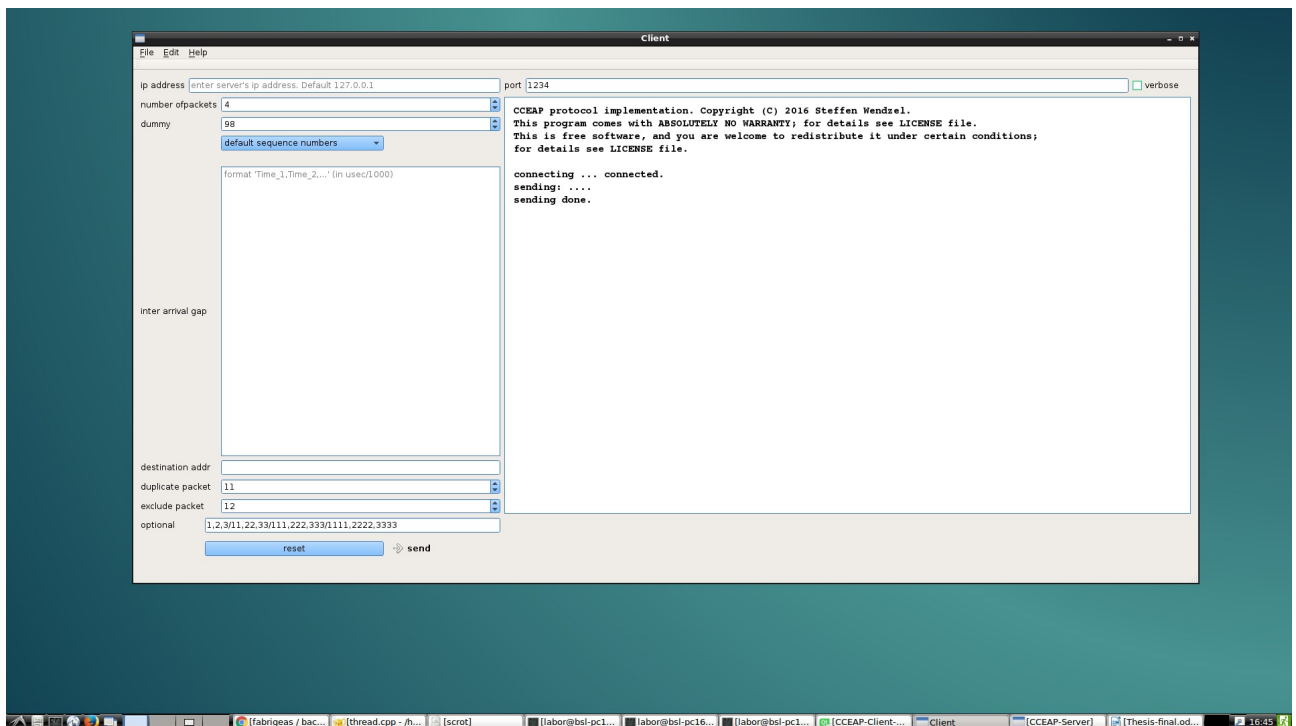 Client
File Edit Help
ip address enter server's ip address. Default 127.0.0.1 port 1234 verbose
number ofpackets 4
dummy 98
default sequence numbers
format 'Time_1,Time_2,...' (in usec/1000)
inter arrival gap
destination addr
duplicate packet 11
exclude packet 12
optional 1,2,3/11,22,33/111,222,333/1111,2222,3333
reset send
CCEAP protocol implementation. Copyright (C) 2016 Steffen Wendzel.
This program comes with ABSOLUTELY NO WARRANTY; for details see LICENSE file.
This is free software, and you are welcome to redistribute it under certain conditions;
for details see LICENSE file.
connecting ... connected.
sending: ....
sending done.
[fabrigeas / bac... [thread.cpp - /h... [scrot] [labor@bsl-pc1... labor@bsl-pc16... [labor@bsl-pc1... [CCEAP-Client-... Client [CCEAP-Server] [Thesis-final.od... 16:45